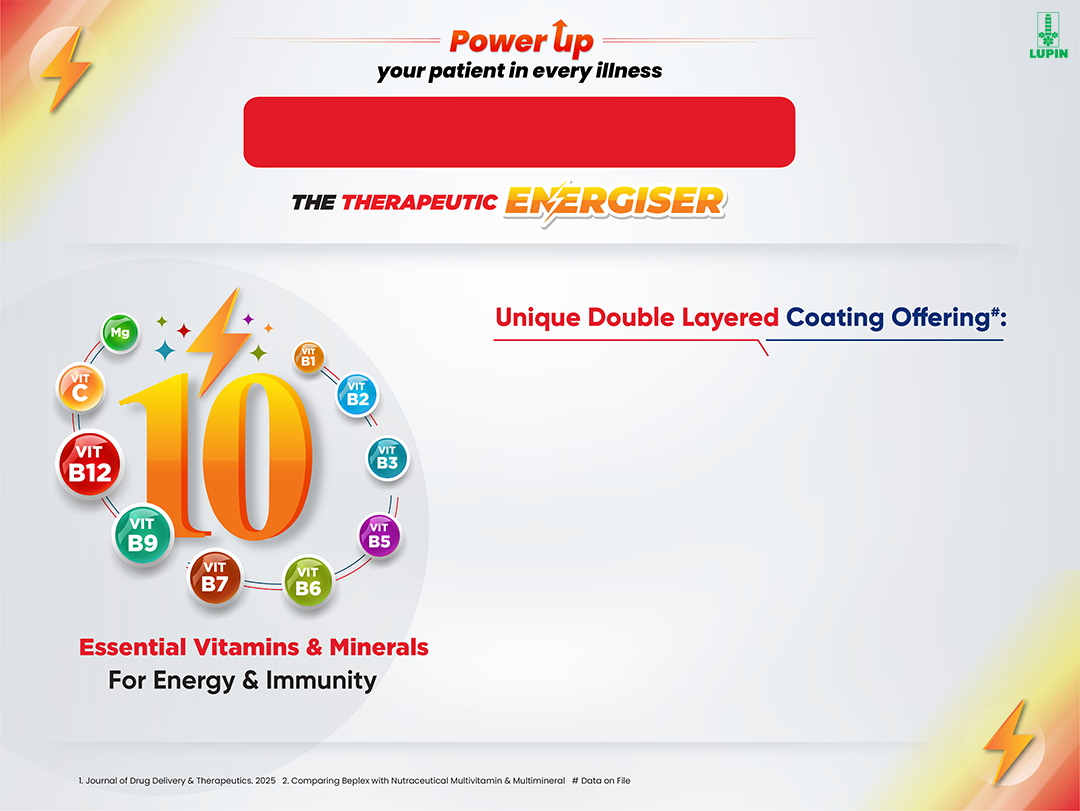 Power Up
your patient in every illness
LUPIN
THE THERAPEUTIC ENERGISER
Unique Double Layered Coating Offering#:
Mg
VIT
C
VIT
B12
VIT
B9
VIT
B7
VIT
B6
VIT
B5
VIT
B3
VIT
B2
VIT
B1
10
Essential Vitamins & Minerals
For Energy & Immunity
1. Journal of Drug Delivery & Therapeutics. 2025 2. Comparing Beplex with Nutraceutical Multivitamin & Multimineral # Data on File